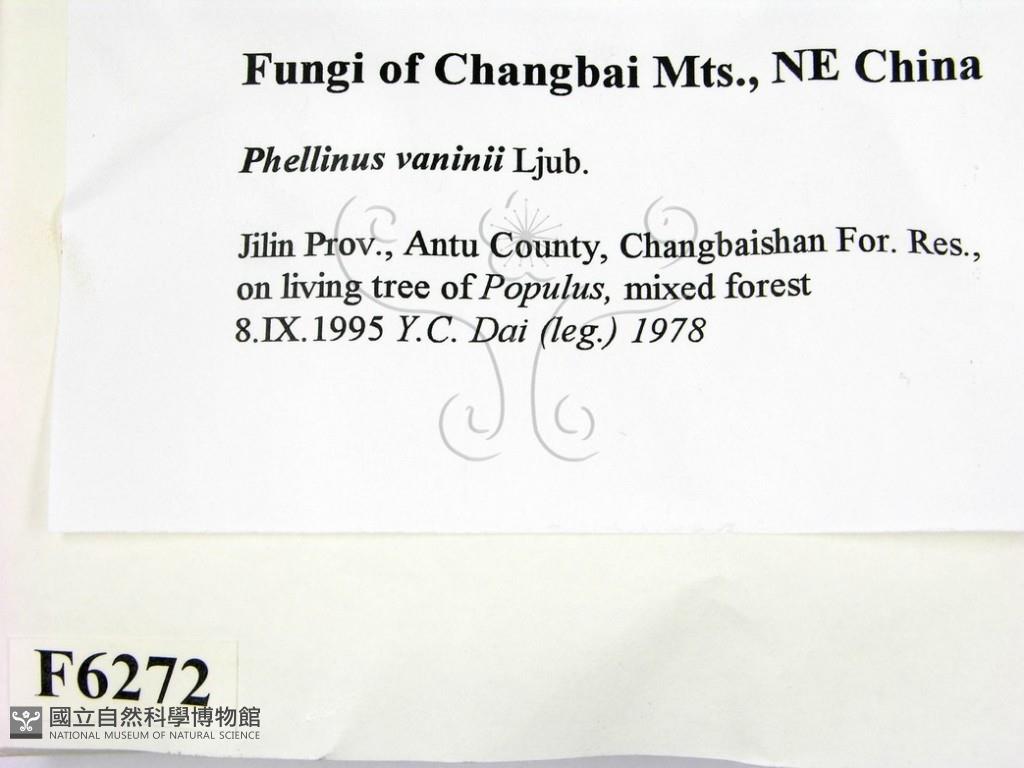 Fungi of Changbai Mts., NE China
Phellinus vaninii Ljub.
Jilin Prov., Antu County, Changbaishan For. Res.,
on living tree of Populus, mixed forest
8.IX.1995 Y.C. Dai (leg.) 1978
F6272
國立自然科學博物館
NATIONAL MUSEUM OF NATURAL SCIENCE